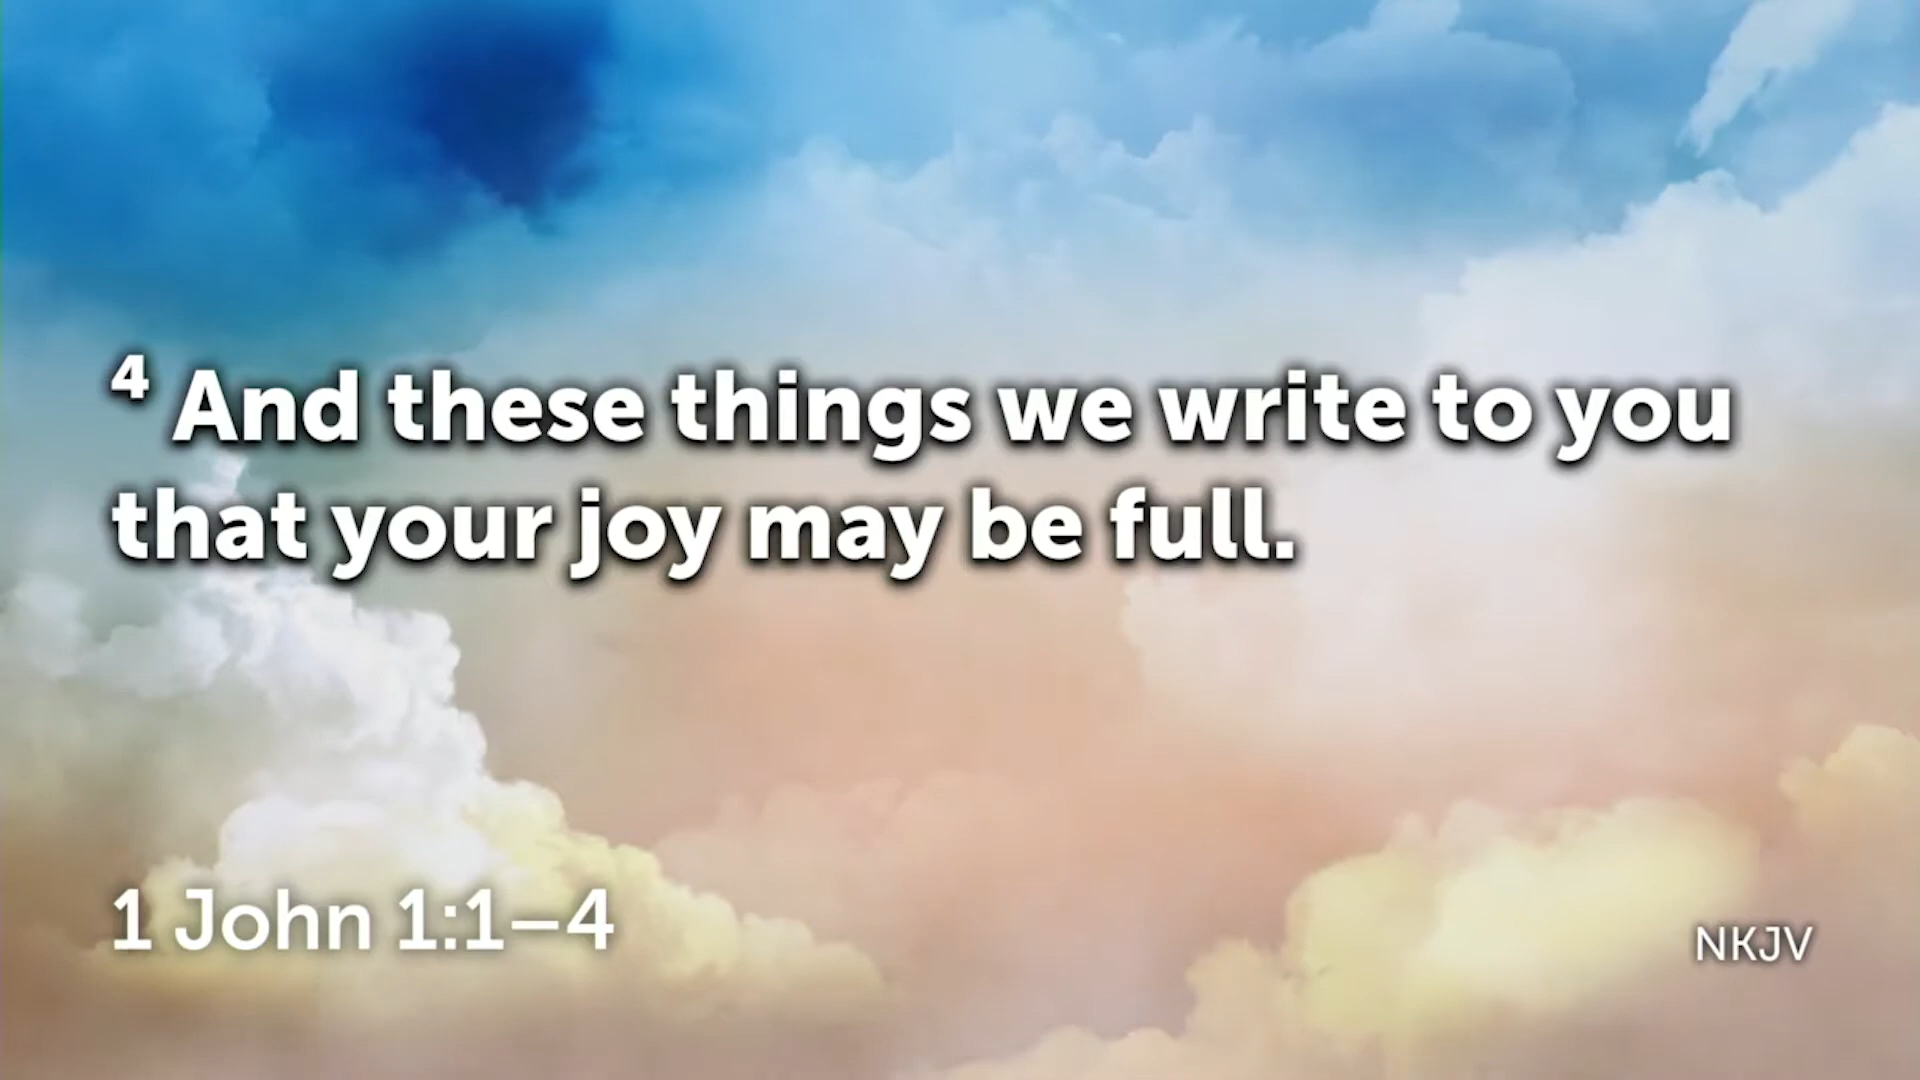 4 And these things we write to you
that your joy may be full.
1 John 1:1–4
NKJV